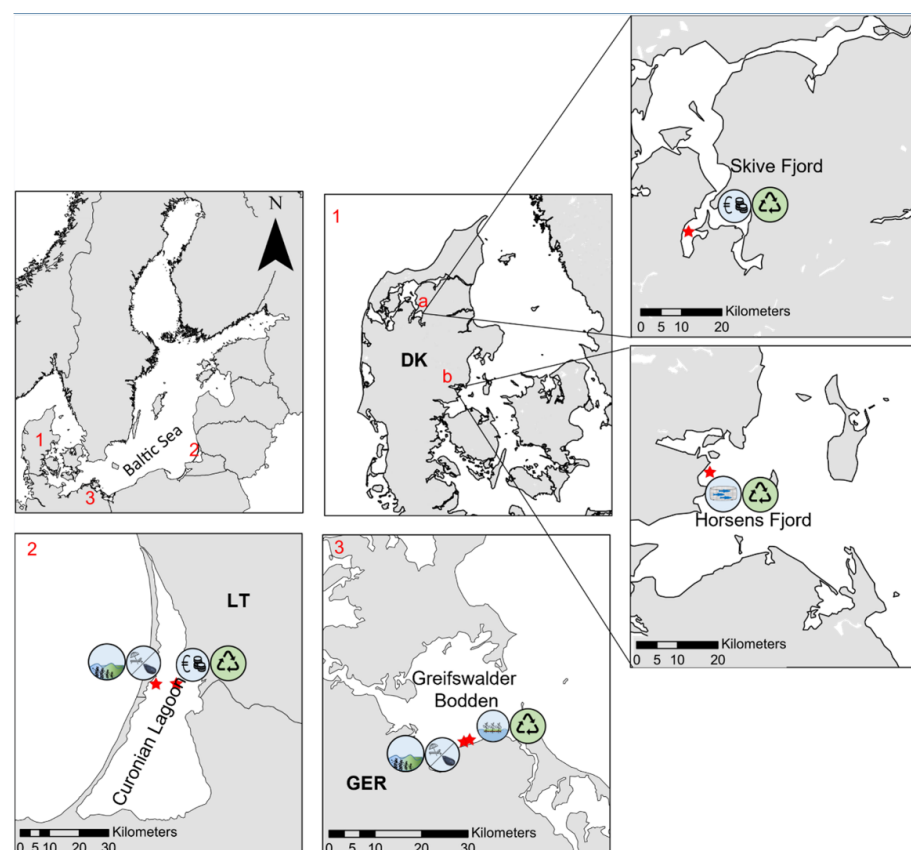 N
1
2
3
Baltic Sea
1
a
DK
b
Skive Fjord
€
Kilometers
0 5 10 20
Horsens Fjord
Kilometers
0 5 10 20
2
LT
€
Curonian Lagoon
Kilometers
0 5 10 20 30
3
Greifswalder
Bodden
GER
Kilometers
0 5 10 20 30